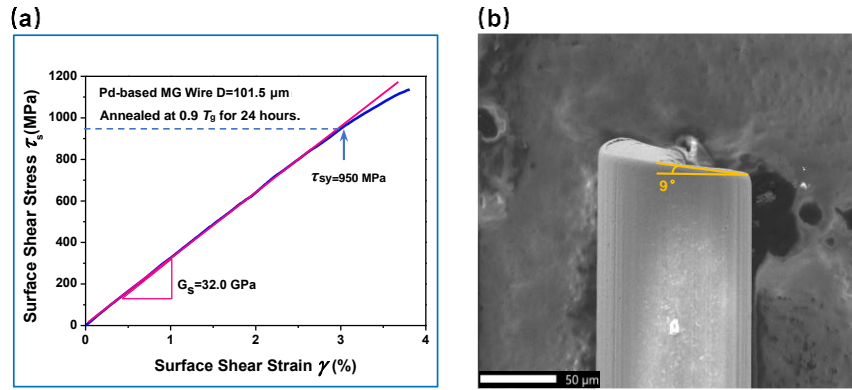 (a)
(b)
1200
1000
800
600
400
200
0
Surface Shear Stress τs(MPa)
Pd-based MG Wire D=101.5 μm
Annealed at 0.9 Tg for 24 hours.
τsy=950 MPa
Gs=32.0 GPa
0 1 2 3 4
Surface Shear Strain γ (%)
9°
50 μm